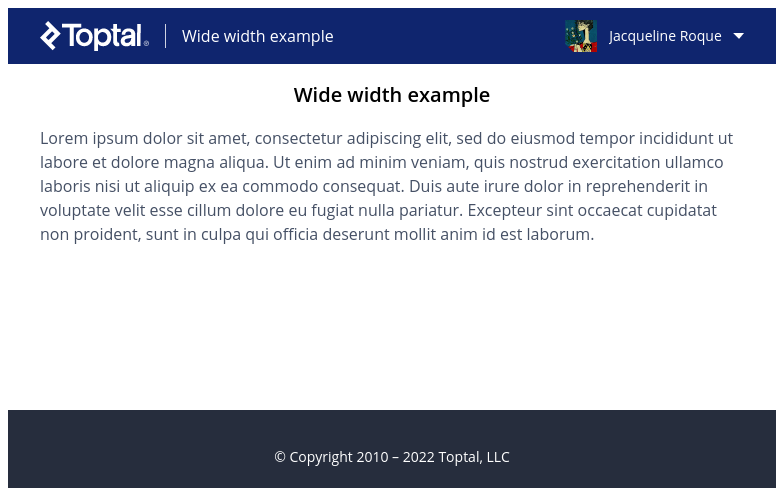 Toptal® Wide width example Jacqueline Roque
Wide width example
Lorem ipsum dolor sit amet, consectetur adipiscing elit, sed do eiusmod tempor incididunt ut
labore et dolore magna aliqua. Ut enim ad minim veniam, quis nostrud exercitation ullamco
laboris nisi ut aliquip ex ea commodo consequat. Duis aute irure dolor in reprehenderit in
voluptate velit esse cillum dolore eu fugiat nulla pariatur. Excepteur sint occaecat cupidatat
non proident, sunt in culpa qui officia deserunt mollit anim id est laborum.
© Copyright 2010 – 2022 Toptal, LLC